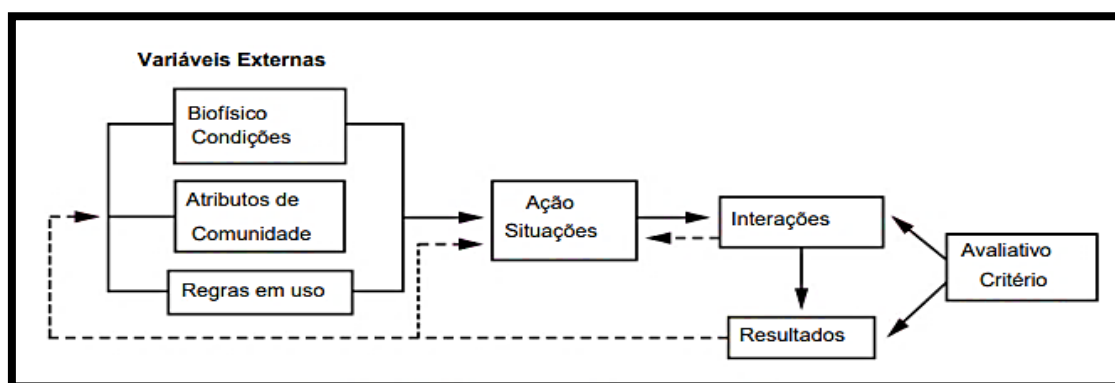 Variáveis Externas
Biofísico
Condições
Atributos de
Comunidade
Regras em uso
Ação
Situações
Interações
Resultados
Avaliativo
Critério